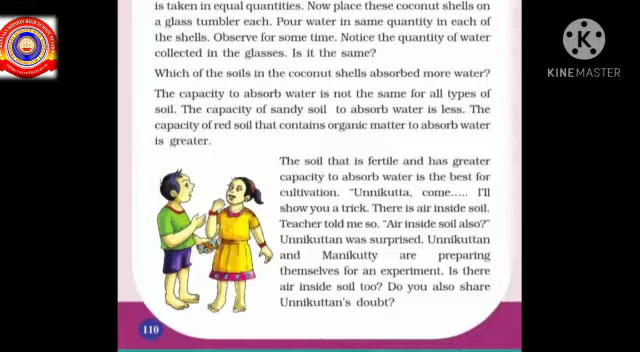 is taken in equal quantities. Now place these coconut shells on
a glass tumbler each. Pour water in same quantity in each of
the shells. Observe for some time. Notice the quantity of water
collected in the glasses. Is it the same?
Which of the soils in the coconut shells absorbed more water?
The capacity to absorb water is not the same for all types of
soil. The capacity of sandy soil to absorb water is less. The
capacity of red soil that contains organic matter to absorb water
is greater.
The soil that is fertile and has greater
capacity to absorb water is the best for
cultivation. "Unnikutta, come..... I'll
show you a trick. There is air inside soil.
Teacher told me so. "Air inside soil also?"
Unnikuttan was surprised. Unnikuttan
and Manikutty are preparing
themselves for an experiment. Is there
air inside soil too? Do you also share
Unnikuttan's doubt?
110
KINEMASTER